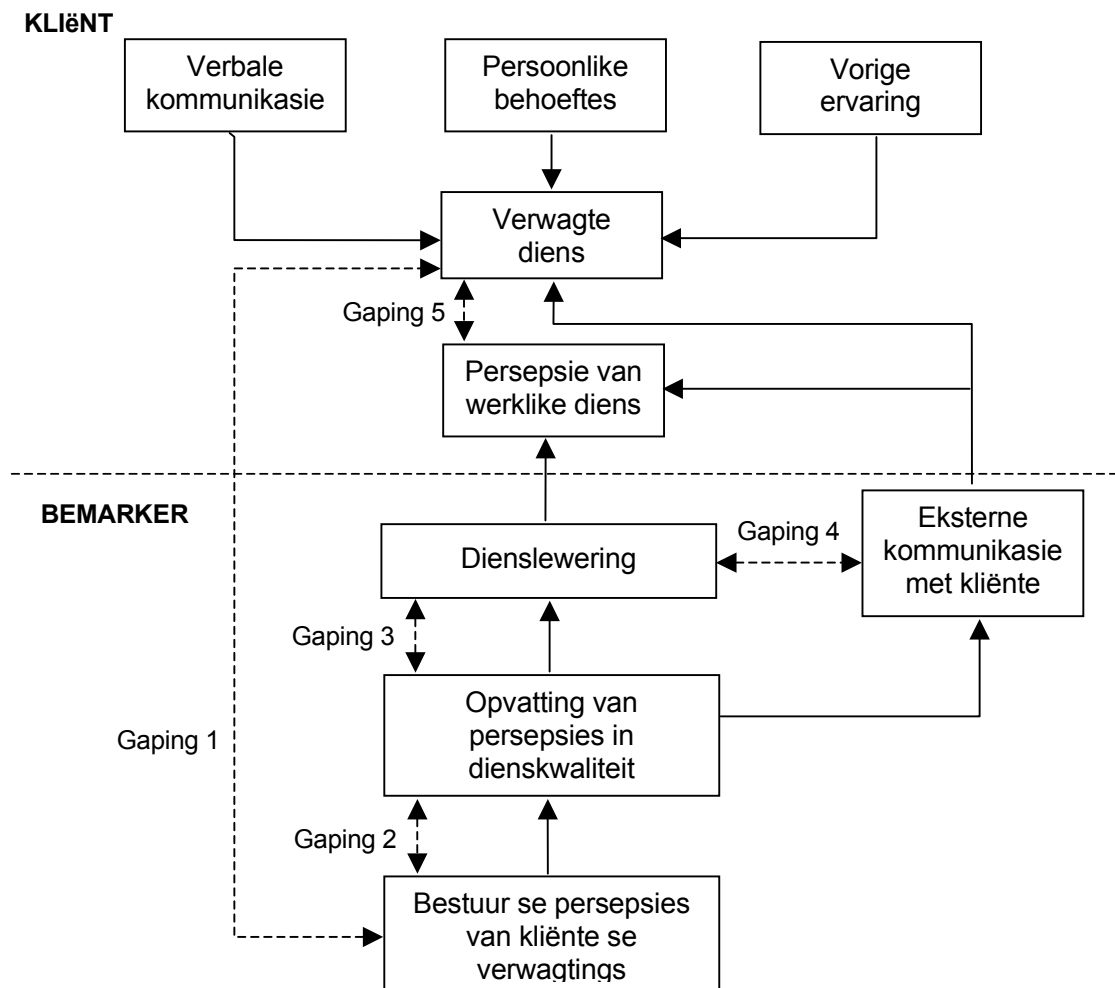 KLIëNT
Verbale
kommunikasie
Persoonlike
behoeftes
Vorige
ervaring
Verwagte
diens
Gaping 5
Persepsie van
werklike diens
BEMARKER
Dienslewering
Gaping 4
Eksterne
kommunikasie
met kliënte
Gaping 3
Opvatting van
persepsies in
dienskwaliteit
Gaping 1
Gaping 2
Bestuur se persepsies
van kliënte se
verwagtings